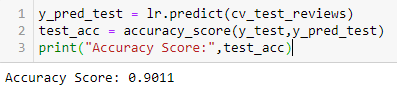 1 y_pred_test = lr.predict(cv_test_reviews)
2 test_acc = accuracy_score(y_test,y_pred_test)
3 print("Accuracy Score:",test_acc)
Accuracy Score: 0.9011